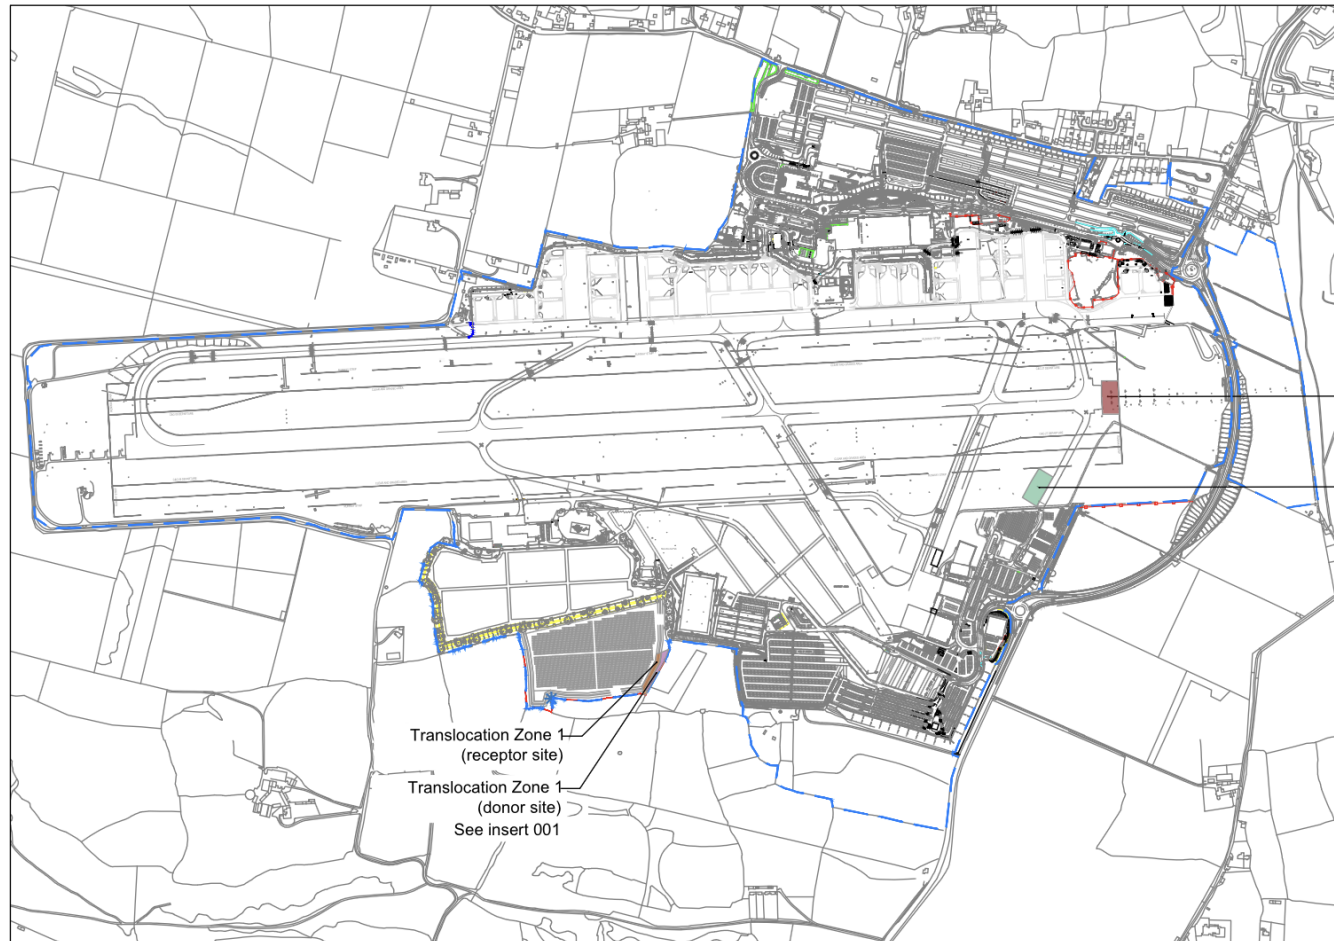 Translocation Zone 1
(receptor site)
Translocation Zone 1
(donor site)
See insert 001